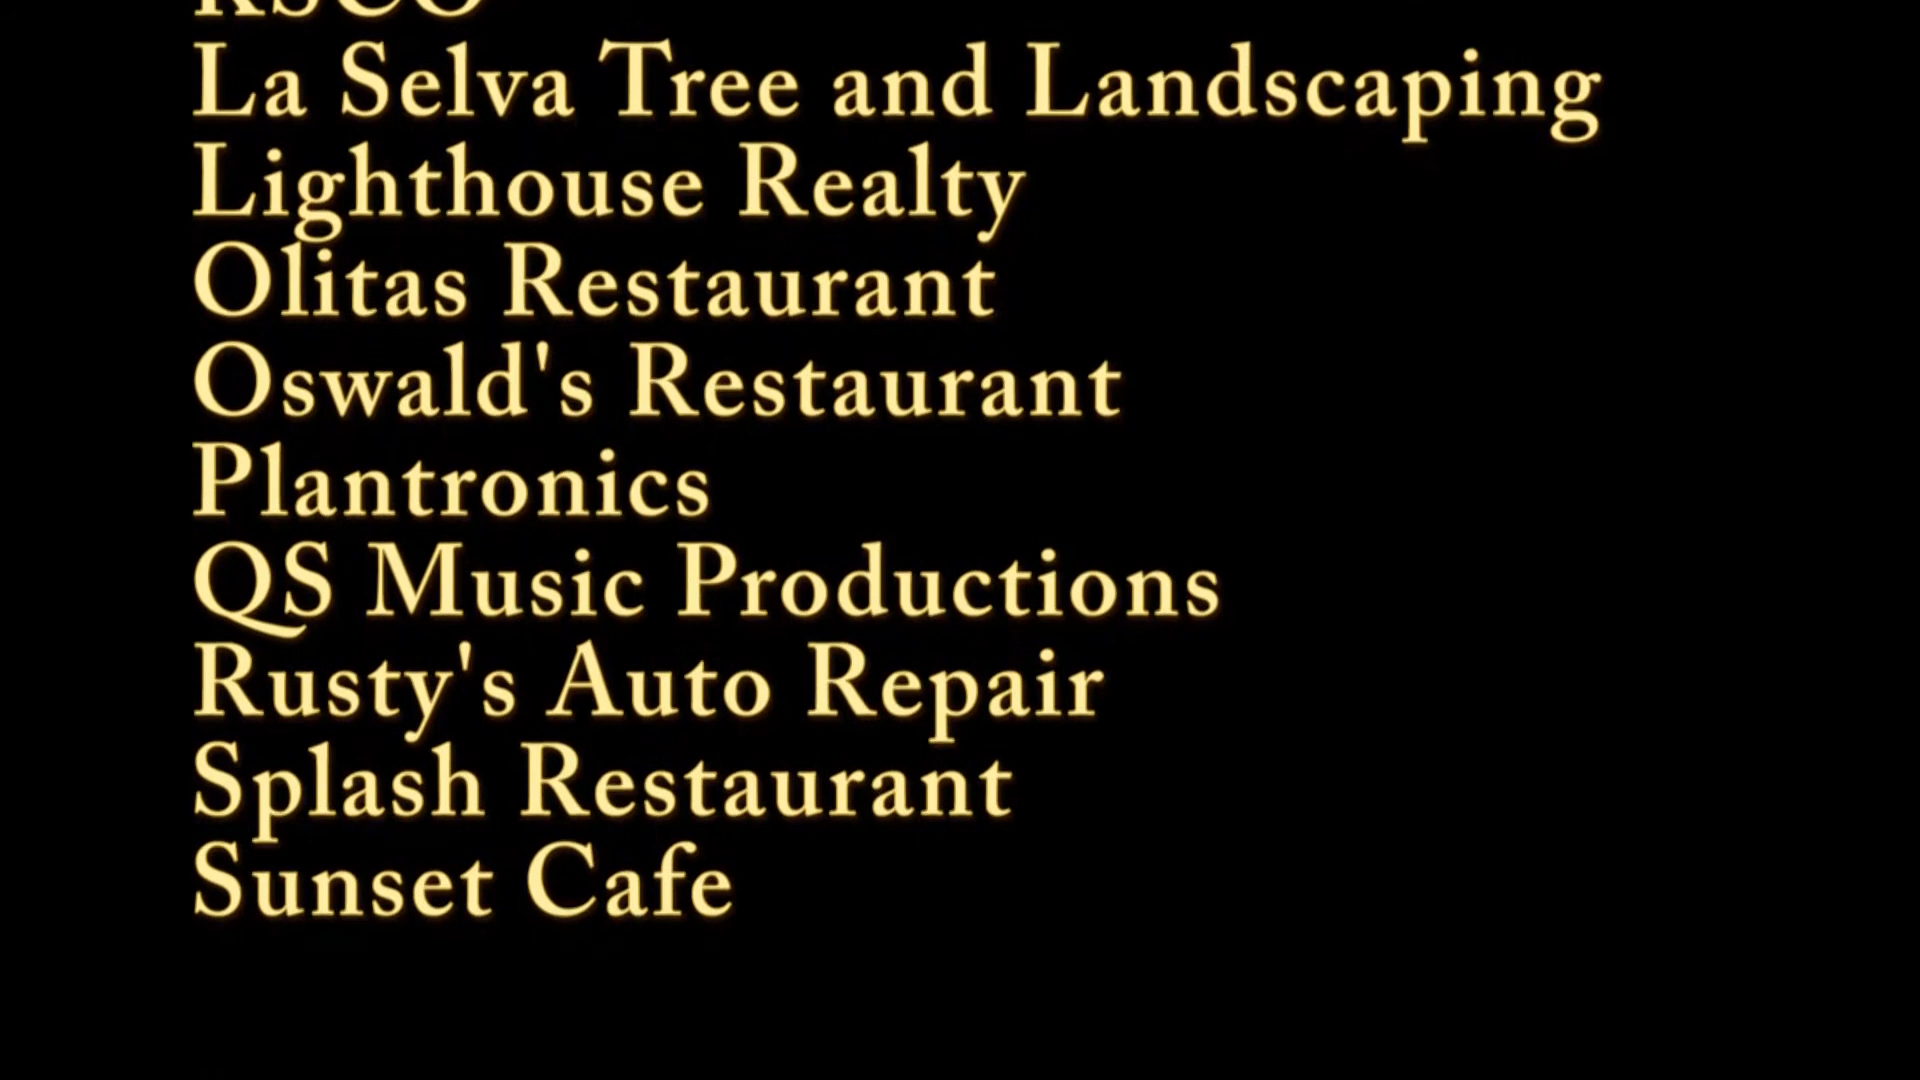 KSCO
La Selva Tree and Landscaping
Lighthouse Realty
Olitas Restaurant
Oswald's Restaurant
Plantronics
QS Music Productions
Rusty's Auto Repair
Splash Restaurant
Sunset Cafe